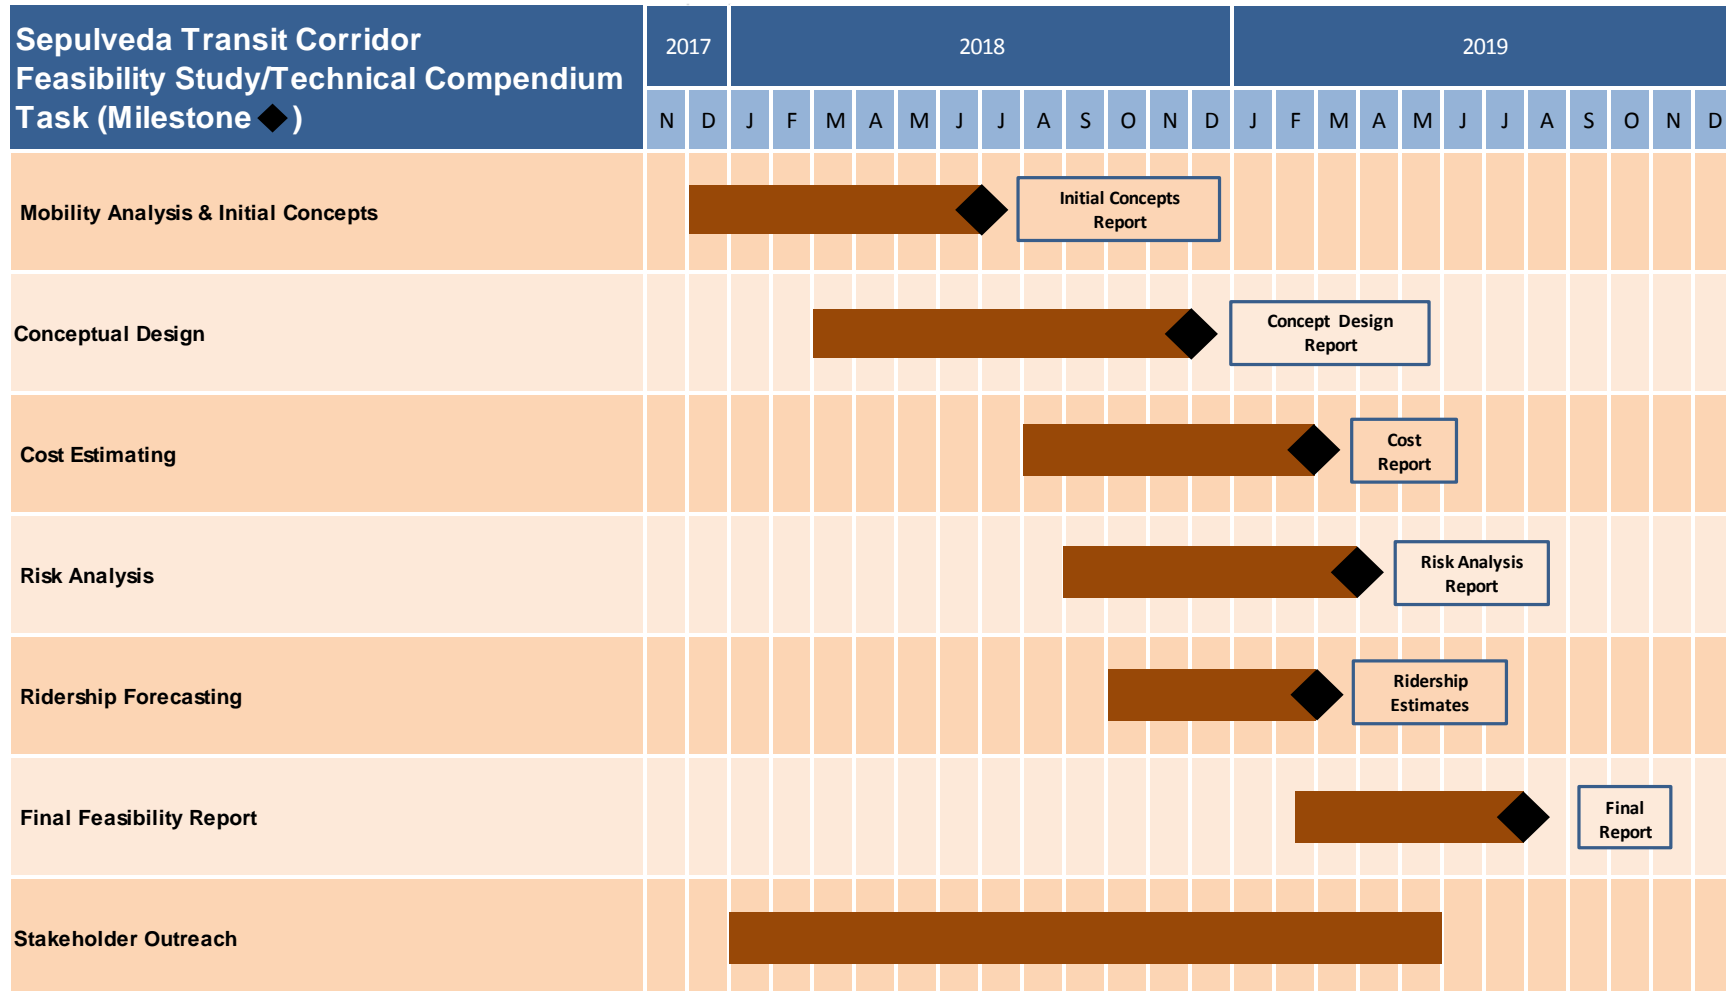 Sepulveda Transit Corridor
Feasibility Study/Technical Compendium
Task (Milestone ◆)
2017 2018 2019
N D J F M A M J J A S O N D J F M A M J J A S O N D
Mobility Analysis & Initial Concepts
Initial Concepts
Report
Conceptual Design
Concept Design
Report
Cost Estimating
Cost
Report
Risk Analysis
Risk Analysis
Report
Ridership Forecasting
Ridership
Estimates
Final Feasibility Report
Final
Report
Stakeholder Outreach